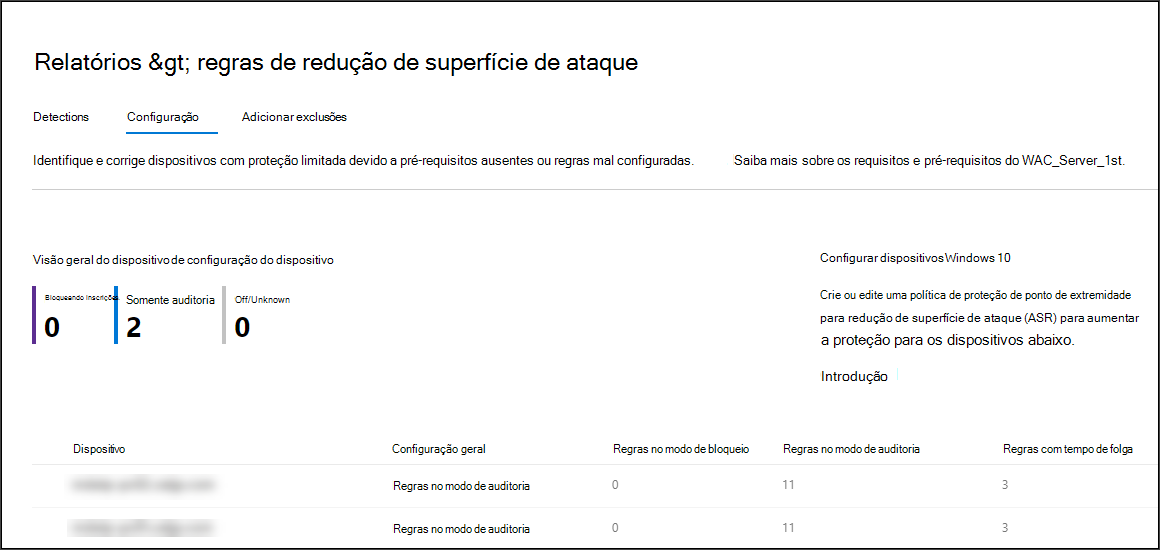 Relatórios &gt; regras de redução de superfície de ataque
Detections Configuração Adicionar exclusões
Identifique e corrige dispositivos com proteção limitada devido a pré-requisitos ausentes ou regras mal configuradas. Saiba mais sobre os requisitos e pré-requisitos do WAC_Server_1st.
Visão geral do dispositivo de configuração do dispositivo
Bloqueando Inscrições. Somente auditoria Off/Unknown
0 2 0
Configurar dispositivos Windows 10
Crie ou edite uma política de proteção de ponto de extremidade
para redução de superfície de ataque (ASR) para aumentar
a proteção para os dispositivos abaixo.
Introdução
Dispositivo Configuração geral Regras no modo de bloqueio Regras no modo de auditoria Regras com tempo de folga
Regras no modo de auditoria 0 11 3
Regras no modo de auditoria 0 11 3